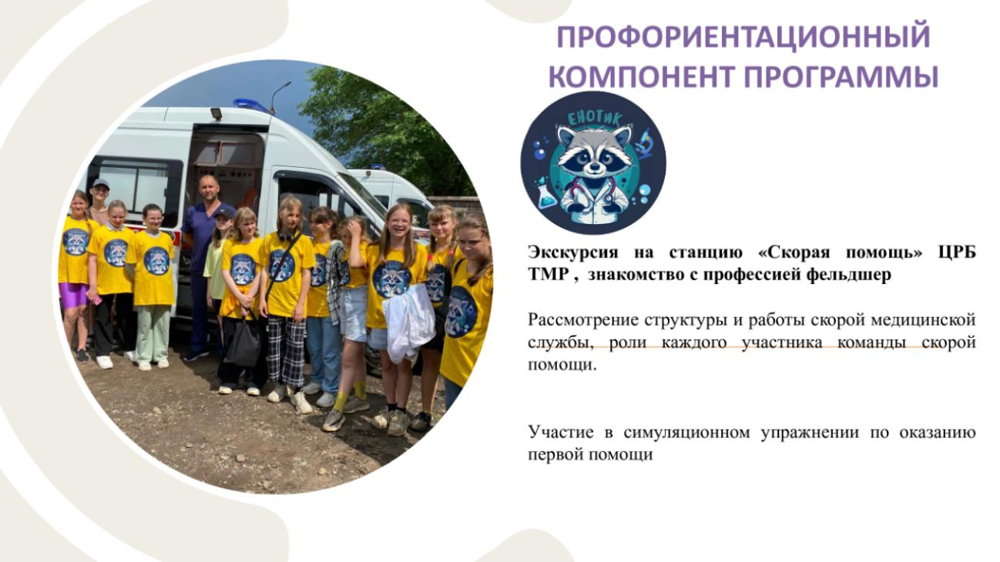 ПРОФОРИЕНТАЦИОННЫЙ
КОМПОНЕНТ ПРОГРАММЫ
ЕНОТИК
Экскурсия на станцию «Скорая помощь» ЦРБ
ТМР , знакомство с профессией фельдшер
Рассмотрение структуры и работы скорой медицинской
службы, роли каждого участника команды скорой
помощи.
Участие в симуляционном упражнении по оказанию
первой помощи